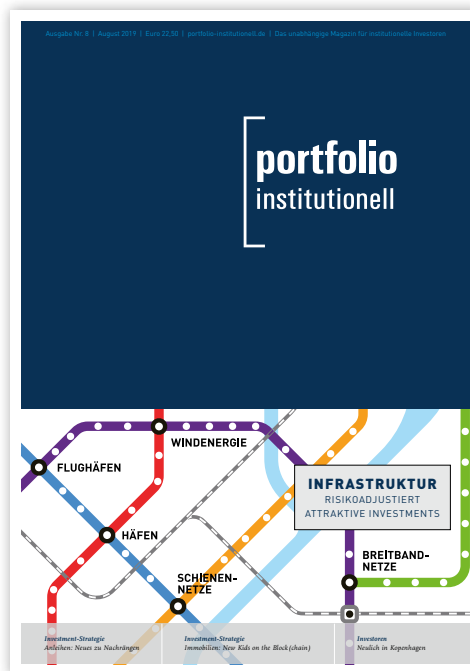 Ausgabe Nr. 8 | August 2019 | Euro 22,50 | portfolio-institutionell.de | Das unabhängige Magazin für institutionelle Investoren
portfolio
institutionell
WINDENERGIE
FLUGHÄFEN
INFRASTRUKTUR
RISIKOADJUSTIERT
ATTRAKTIVE INVESTMENTS
HÄFEN
BREITBAND-
NETZE
SCHIENEN-
NETZE
Investment-Strategie
Anleihen: Neues zu Nachrängen
Investment-Strategie
Immobilien: New Kids on the Block(chain)
Investoren
Neulich in Kopenhagen